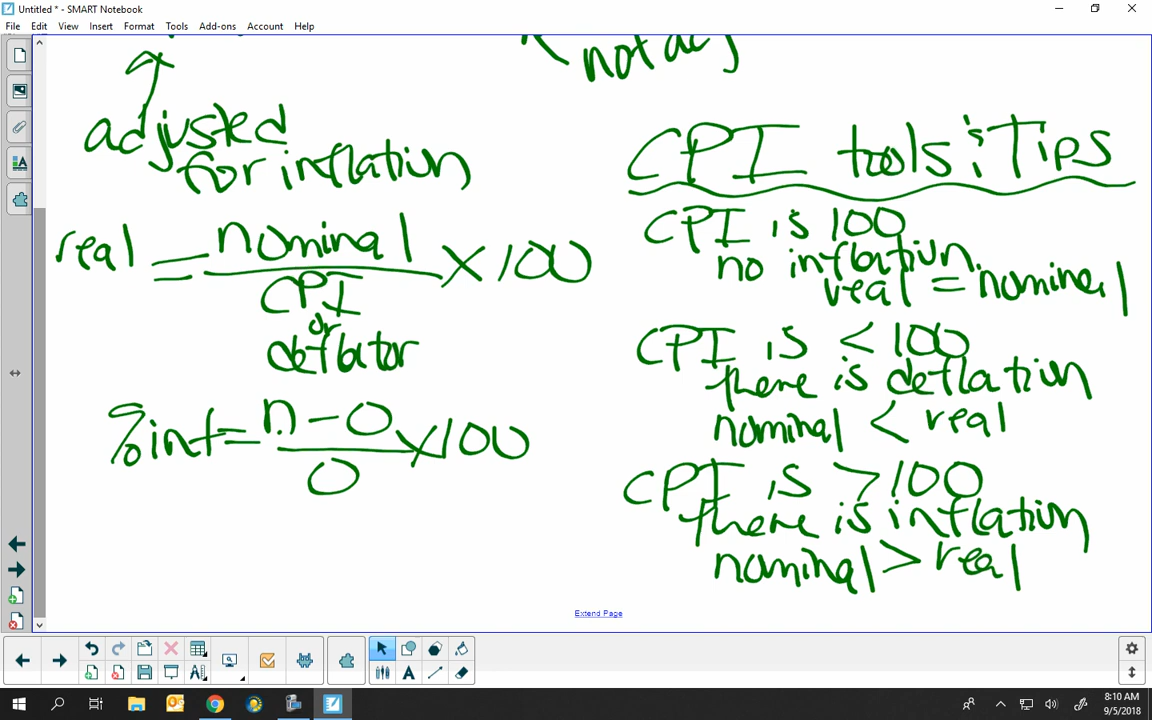 Untitled * - SMART Notebook
File Edit View Insert Format Tools Add-ons Account Help
not adj
adjusted
for inflation
real = nominal × 100
CPI
or
deflator
% inf = n - O × 100
O
CPI tools & Tips
CPI is 100
no inflation
real = nominal
CPI is < 100
there is deflation
nominal < real
CPI is > 100
there is inflation
nominal > real
Extend Page
8:10 AM
9/5/2018